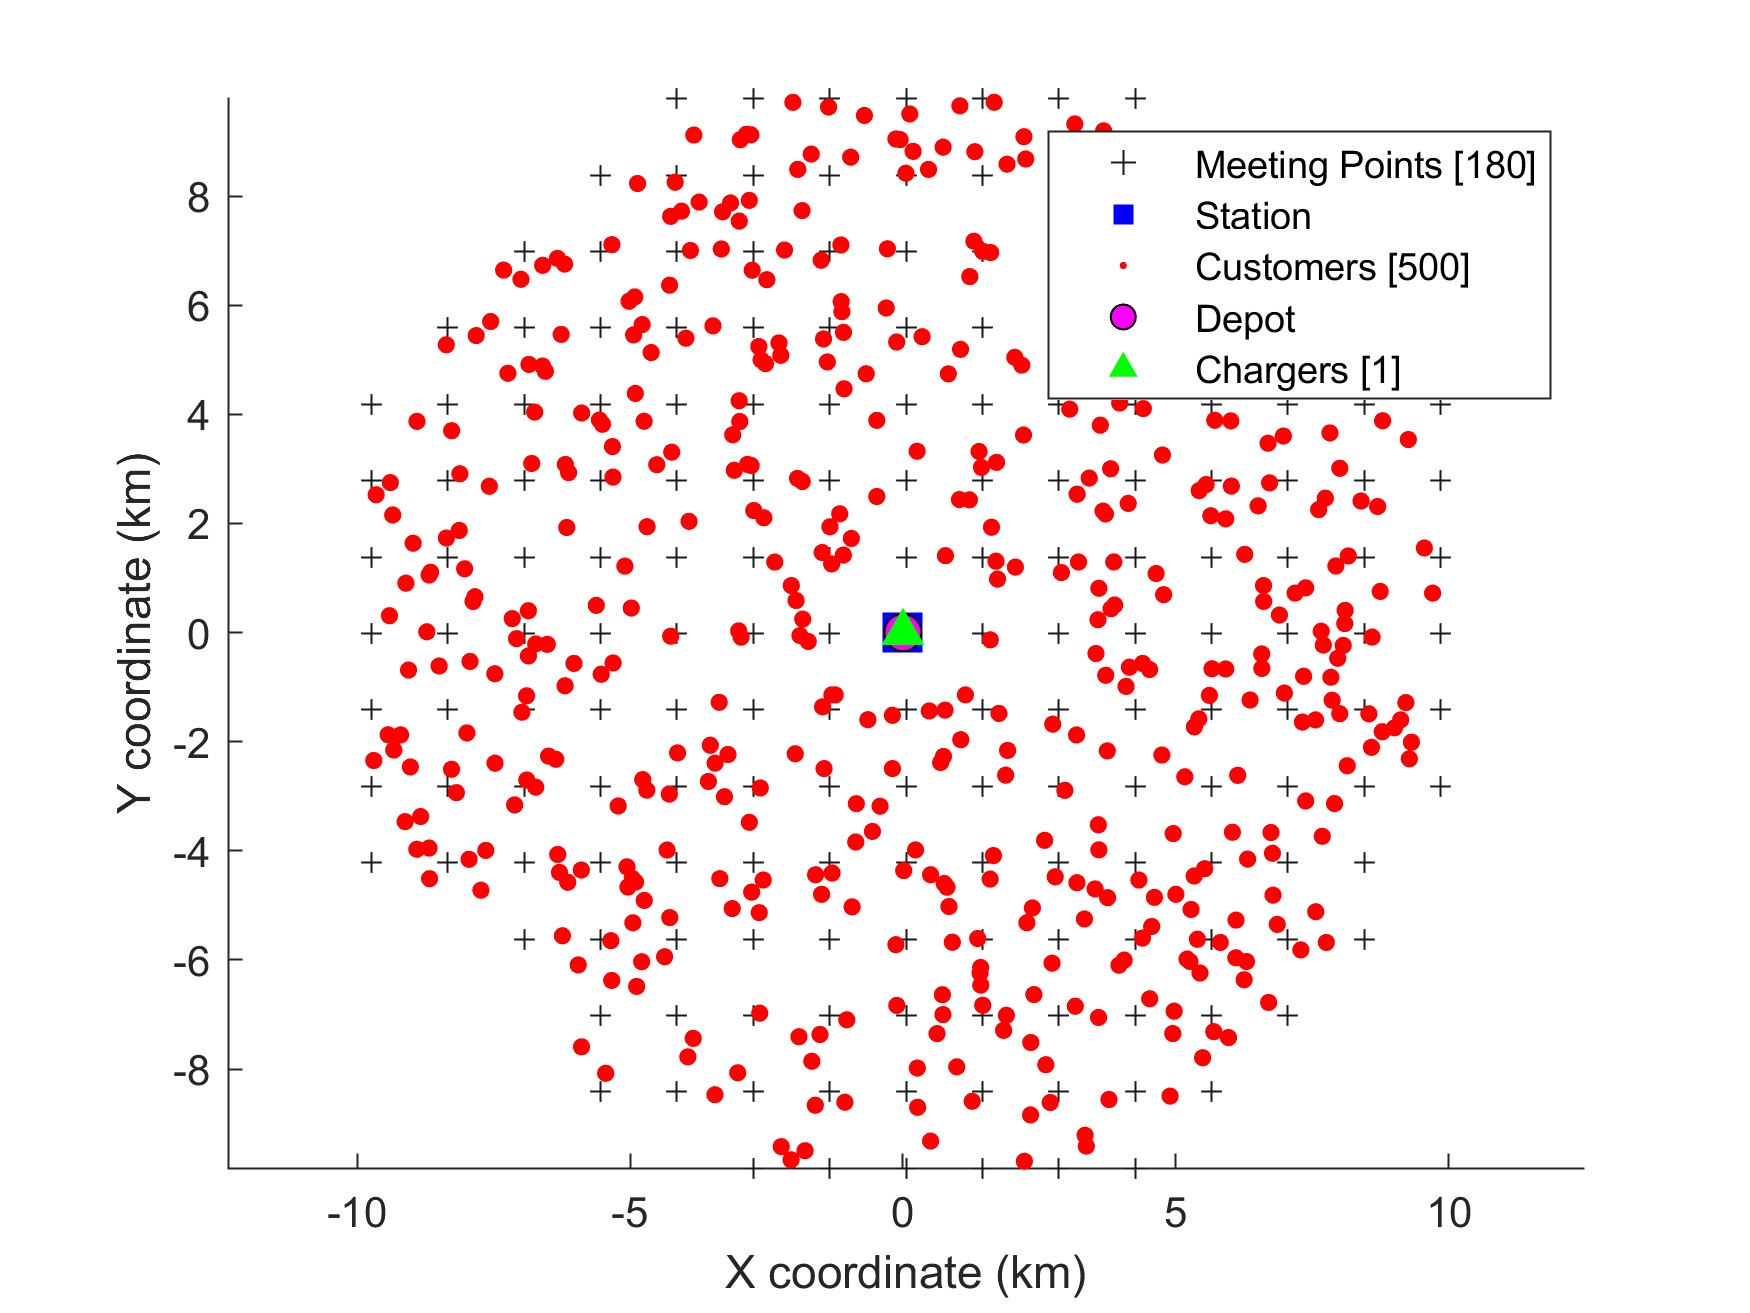 Meeting Points [180]
Station
Customers [500]
Depot
Chargers [1]
8
6
4
2
0
-2
-4
-6
-8
Y coordinate (km)
-10 -5 0 5 10
X coordinate (km)